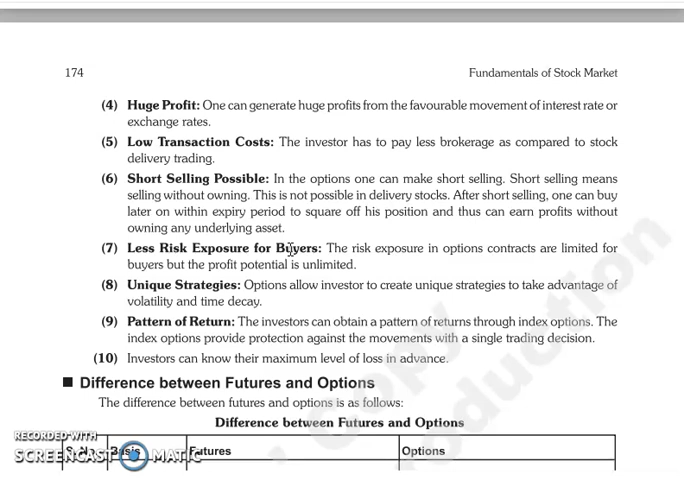 174
Fundamentals of Stock Market
(4) Huge Profit: One can generate huge profits from the favourable movement of interest rate or
exchange rates.
(5) Low Transaction Costs: The investor has to pay less brokerage as compared to stock
delivery trading.
(6) Short Selling Possible: In the options one can make short selling. Short selling means
selling without owning. This is not possible in delivery stocks. After short selling, one can buy
later on within expiry period to square off his position and thus can earn profits without
owning any underlying asset.
(7) Less Risk Exposure for Buyers: The risk exposure in options contracts are limited for
buyers but the profit potential is unlimited.
(8) Unique Strategies: Options allow investor to create unique strategies to take advantage of
volatility and time decay.
(9) Pattern of Return: The investors can obtain a pattern of returns through index options. The
index options provide protection against the movements with a single trading decision.
(10) Investors can know their maximum level of loss in advance.
■ Difference between Futures and Options
The difference between futures and options is as follows:
Difference between Futures and Options
RECORDED WITH
SCREENCAST MATIC
Basis Futures Options
Copy